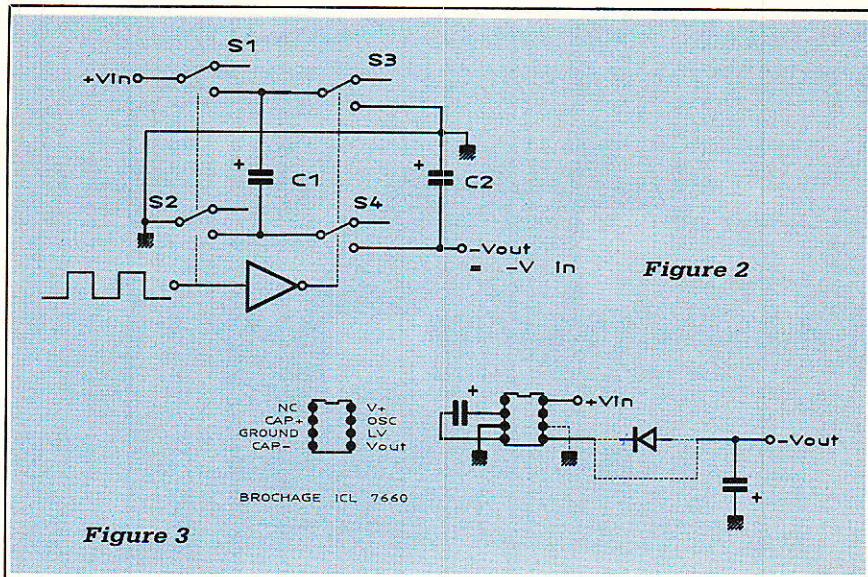 S1
+Vin
S3
+
C1
+
C2
S2
S4
-Vout
= -V in
Figure 2
NC
CAP+
GROUND
CAP-
V+
OSC
LV
Vout
BROCHAGE ICL 7660
+
+Vin
-Vout
+
Figure 3